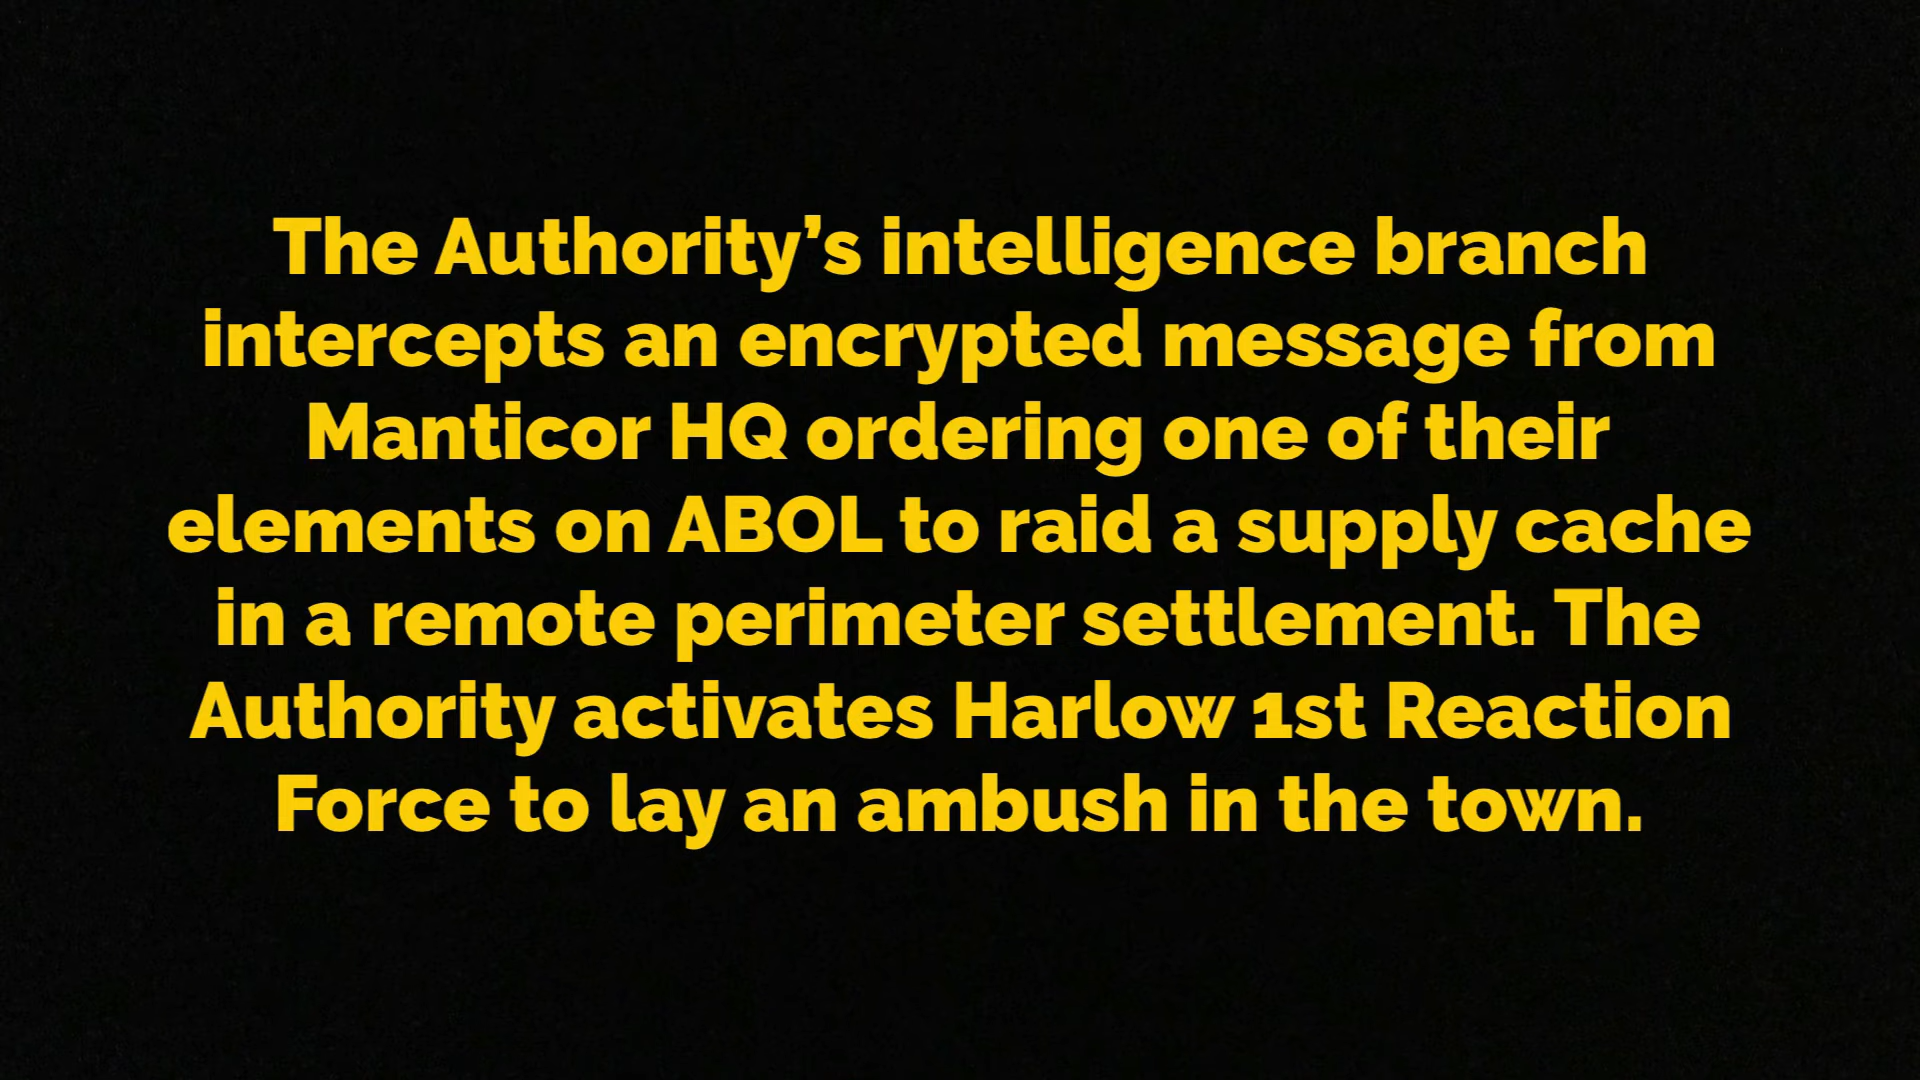 The Authority’s intelligence branch
intercepts an encrypted message from
Manticor HQ ordering one of their
elements on ABOL to raid a supply cache
in a remote perimeter settlement. The
Authority activates Harlow 1st Reaction
Force to lay an ambush in the town.